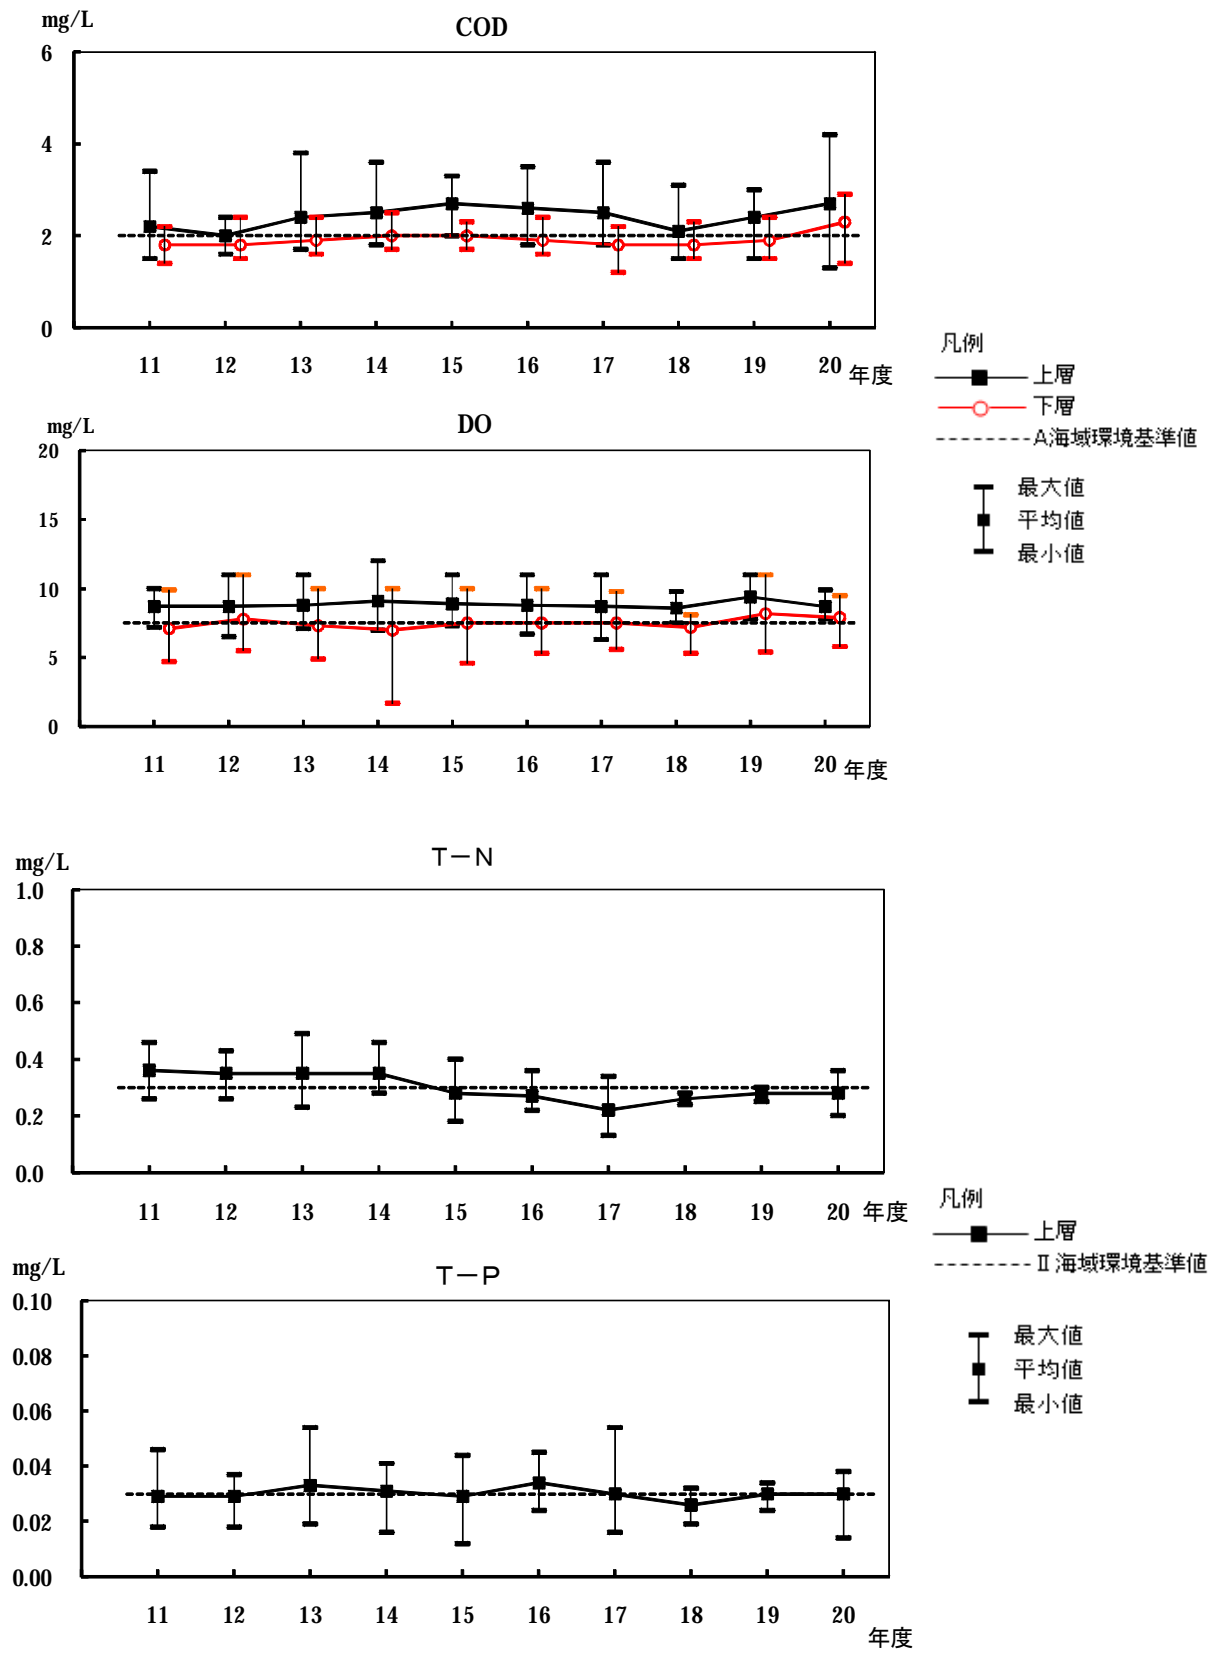 mg/L
COD
6
4
2
0
11 12 13 14 15 16 17 18 19 20 年度
凡例
上層
下層
A海域環境基準値
最大値
平均値
最小値
mg/L
DO
20
15
10
5
0
11 12 13 14 15 16 17 18 19 20 年度
mg/L
T－N
1.0
0.8
0.6
0.4
0.2
0.0
11 12 13 14 15 16 17 18 19 20 年度
凡例
上層
Ⅱ海域環境基準値
最大値
平均値
最小値
mg/L
T－P
0.10
0.08
0.06
0.04
0.02
0.00
11 12 13 14 15 16 17 18 19 20
年度